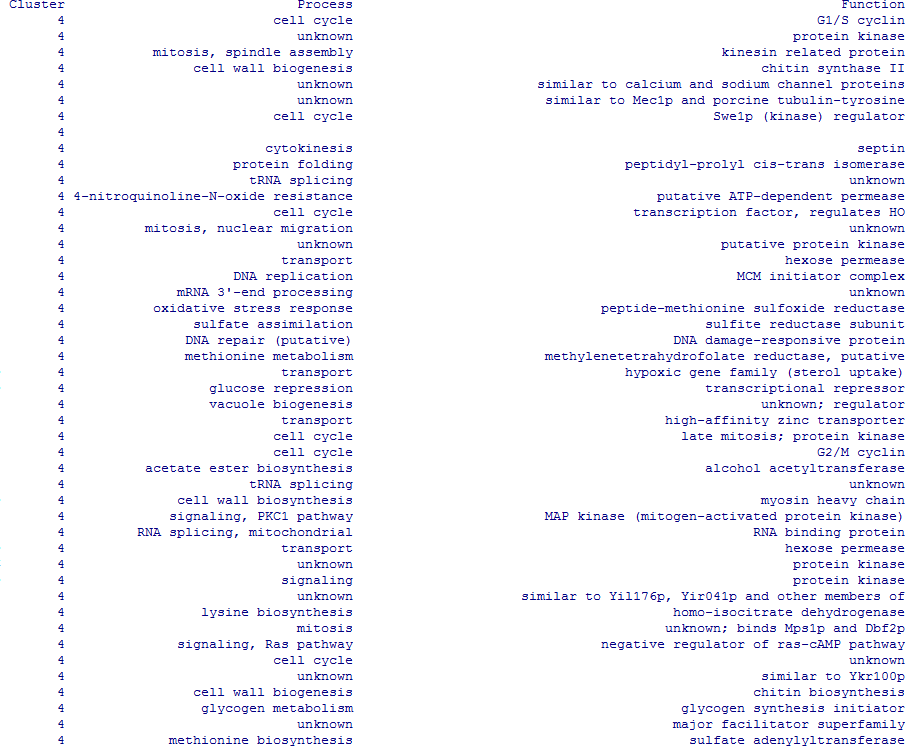 Cluster Process Function
4 cell cycle G1/S cyclin
4 unknown protein kinase
4 mitosis, spindle assembly kinesin related protein
4 cell wall biogenesis chitin synthase II
4 unknown similar to calcium and sodium channel proteins
4 unknown similar to Mec1p and porcine tubulin-tyrosine
4 cell cycle Swe1p (kinase) regulator
4
4 cytokinesis septin
4 protein folding peptidyl-prolyl cis-trans isomerase
4 tRNA splicing unknown
4 4-nitroquinoline-N-oxide resistance putative ATP-dependent permease
4 cell cycle transcription factor, regulates HO
4 mitosis, nuclear migration unknown
4 unknown putative protein kinase
4 transport hexose permease
4 DNA replication MCM initiator complex
4 mRNA 3'-end processing unknown
4 oxidative stress response peptide-methionine sulfoxide reductase
4 sulfate assimilation sulfite reductase subunit
4 DNA repair (putative) DNA damage-responsive protein
4 methionine metabolism methylenetetrahydrofolate reductase, putative
4 transport hypoxic gene family (sterol uptake)
4 glucose repression transcriptional repressor
4 vacuole biogenesis unknown; regulator
4 transport high-affinity zinc transporter
4 cell cycle late mitosis; protein kinase
4 cell cycle G2/M cyclin
4 acetate ester biosynthesis alcohol acetyltransferase
4 tRNA splicing unknown
4 cell wall biosynthesis myosin heavy chain
4 signaling, PKC1 pathway MAP kinase (mitogen-activated protein kinase)
4 RNA splicing, mitochondrial RNA binding protein
4 transport hexose permease
4 unknown protein kinase
4 signaling protein kinase
4 unknown similar to Yil176p, Yir041p and other members of
4 lysine biosynthesis homo-isocitrate dehydrogenase
4 mitosis unknown; binds Mps1p and Dbf2p
4 signaling, Ras pathway negative regulator of ras-cAMP pathway
4 cell cycle unknown
4 unknown similar to Ykr100p
4 cell wall biogenesis chitin biosynthesis
4 glycogen metabolism glycogen synthesis initiator
4 unknown major facilitator superfamily
4 methionine biosynthesis sulfate adenylyltransferase